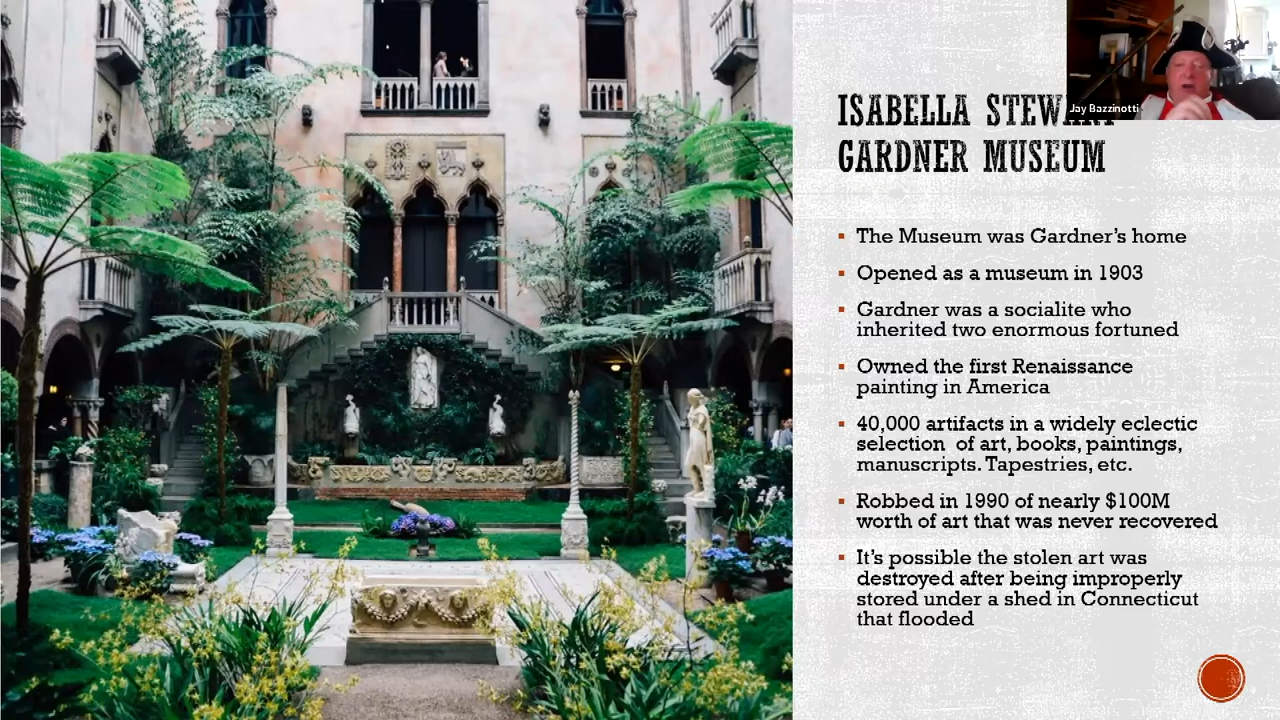 Jay Bazzinotti
ISABELLA STEWART
GARDNER MUSEUM
▪ The Museum was Gardner's home
▪ Opened as a museum in 1903
▪ Gardner was a socialite who
inherited two enormous fortuned
▪ Owned the first Renaissance
painting in America
▪ 40,000 artifacts in a widely eclectic
selection of art, books, paintings,
manuscripts. Tapestries, etc.
▪ Robbed in 1990 of nearly $100M
worth of art that was never recovered
▪ It's possible the stolen art was
destroyed after being improperly
stored under a shed in Connecticut
that flooded